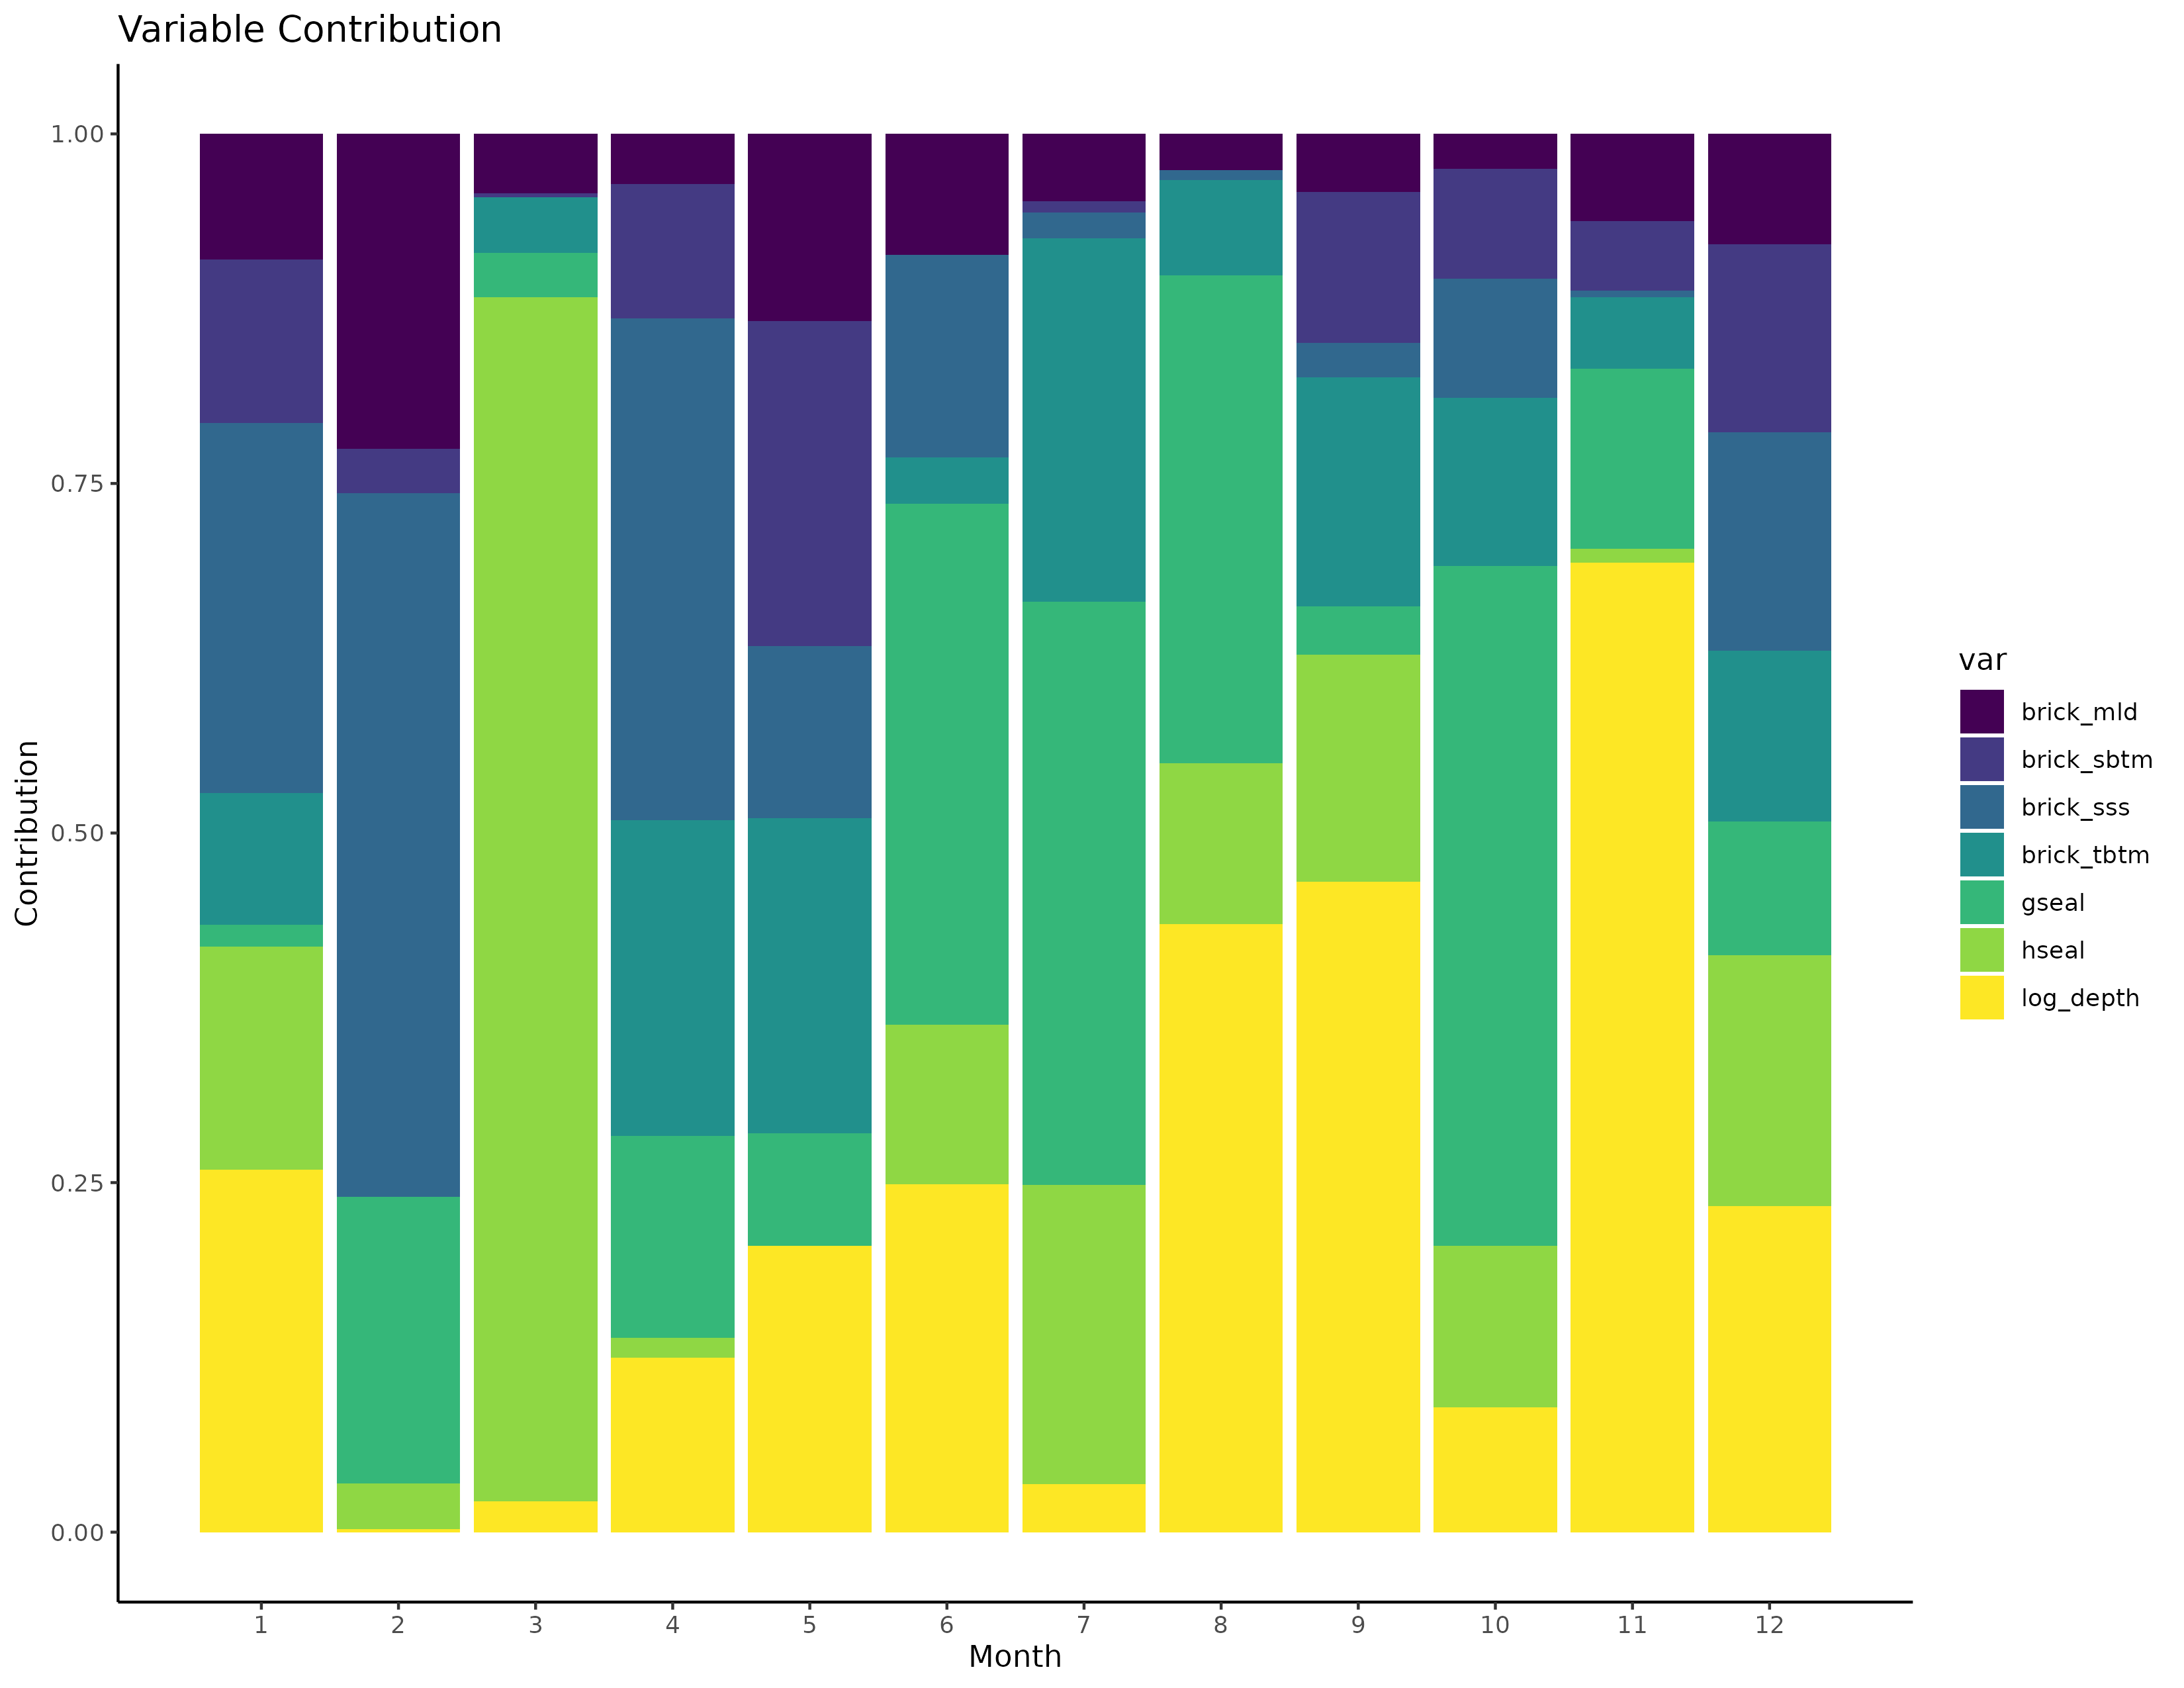 Variable Contribution
1.00
0.75
0.50
0.25
0.00
Contribution
1 2 3 4 5 6 7 8 9 10 11 12
Month
var
brick_mld
brick_sbtm
brick_sss
brick_tbtm
gseal
hseal
log_depth